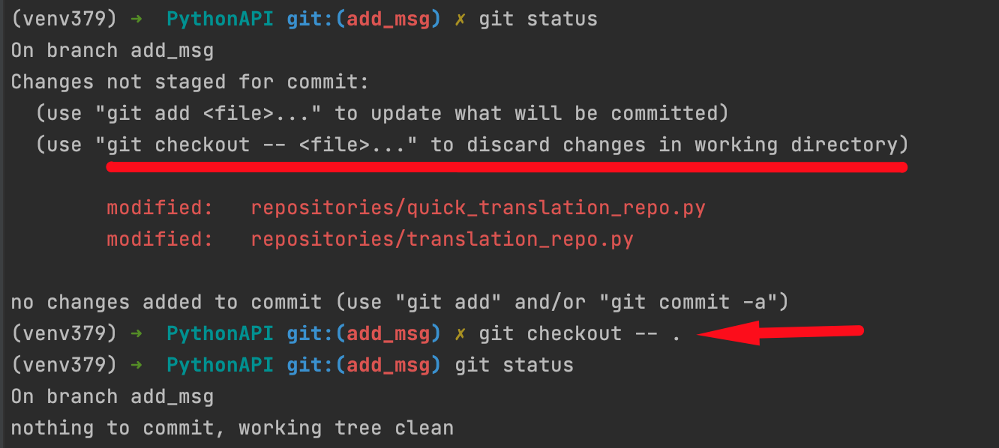 (venv379) ➜  PythonAPI git:(add_msg) ✗ git status
On branch add_msg
Changes not staged for commit:
  (use "git add <file>..." to update what will be committed)
  (use "git checkout -- <file>..." to discard changes in working directory)
        modified:   repositories/quick_translation_repo.py
        modified:   repositories/translation_repo.py
no changes added to commit (use "git add" and/or "git commit -a")
(venv379) ➜  PythonAPI git:(add_msg) ✗ git checkout -- .
(venv379) ➜  PythonAPI git:(add_msg) git status
On branch add_msg
nothing to commit, working tree clean